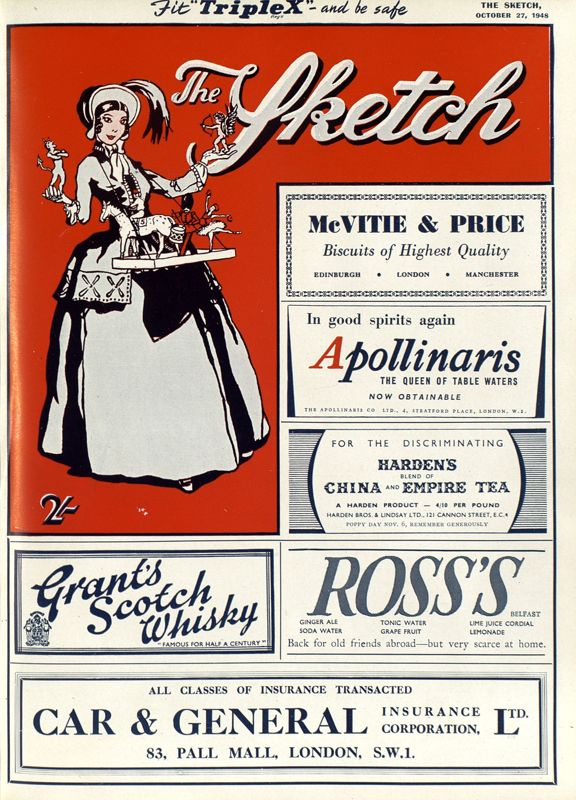 Fit "TripleX" - and be safe
Regd
THE SKETCH,
OCTOBER 27, 1948
The Sketch
2/-
McVITIE & PRICE
Biscuits of Highest Quality
EDINBURGH • LONDON • MANCHESTER
In good spirits again
Apollinaris
THE QUEEN OF TABLE WATERS
NOW OBTAINABLE
THE APOLLINARIS CO LTD., 4, STRATFORD PLACE, LONDON, W.1.
FOR THE DISCRIMINATING
HARDEN'S
BLEND OF
CHINA AND EMPIRE TEA
A HARDEN PRODUCT — 4/10 PER POUND
HARDEN BROS. & LINDSAY LTD., 121 CANNON STREET, E.C.4
POPPY DAY NOV. 6, REMEMBER GENEROUSLY
Grant's
Scotch
Whisky
"FAMOUS FOR HALF A CENTURY"
ROSS'S
BELFAST
GINGER ALE TONIC WATER LIME JUICE CORDIAL
SODA WATER GRAPE FRUIT LEMONADE
Back for old friends abroad—but very scarce at home.
ALL CLASSES OF INSURANCE TRANSACTED
CAR & GENERAL INSURANCE CORPORATION, LTD.
83, PALL MALL, LONDON, S.W.1.